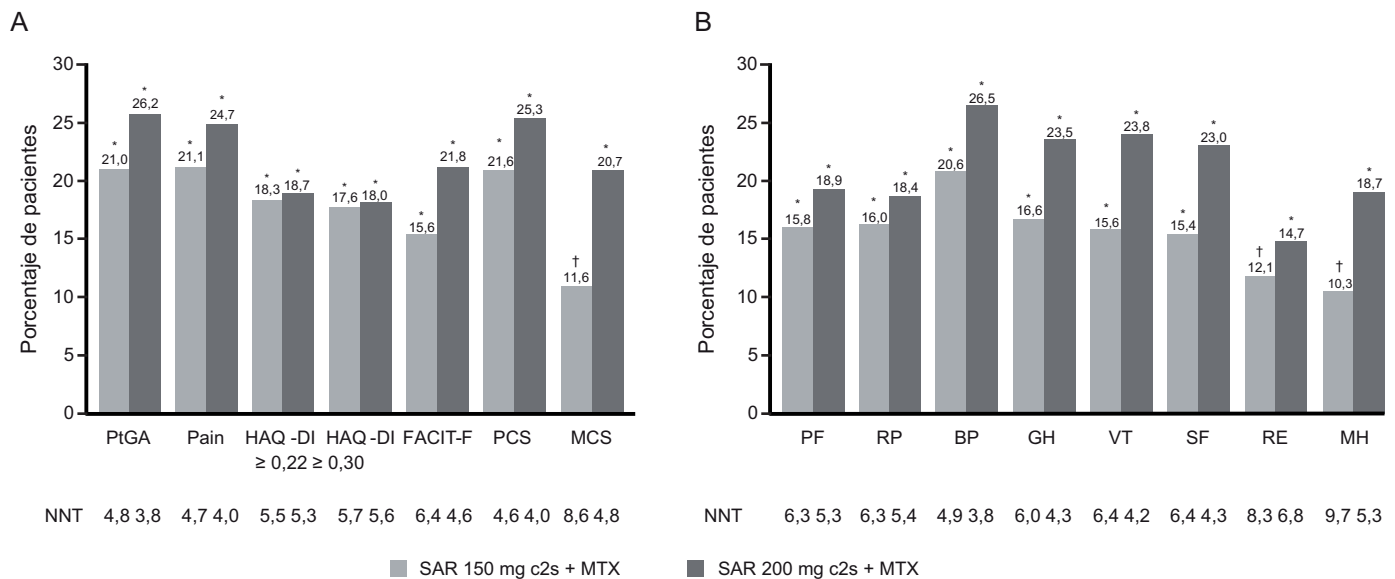 A
Porcentaje de pacientes
30
25
20
15
10
5
0
* 21,0 * 26,2
* 21,1 * 24,7
* 18,3 * 18,7
* 17,6 * 18,0
* 15,6 * 21,8
* 21,6 * 25,3
† 11,6 * 20,7
PtGA Pain HAQ -DI HAQ -DI FACIT-F PCS MCS
≥ 0,22 ≥ 0,30
NNT 4,8 3,8 4,7 4,0 5,5 5,3 5,7 5,6 6,4 4,6 4,6 4,0 8,6 4,8
B
Porcentaje de pacientes
30
25
20
15
10
5
0
* 15,8 * 18,9
* 16,0 * 18,4
* 20,6 * 26,5
* 16,6 * 23,5
* 15,6 * 23,8
* 15,4 * 23,0
† 12,1 * 14,7
† 10,3 * 18,7
PF RP BP GH VT SF RE MH
NNT 6,3 5,3 6,3 5,4 4,9 3,8 6,0 4,3 6,4 4,2 6,4 4,3 8,3 6,8 9,7 5,3
SAR 150 mg c2s + MTX SAR 200 mg c2s + MTX